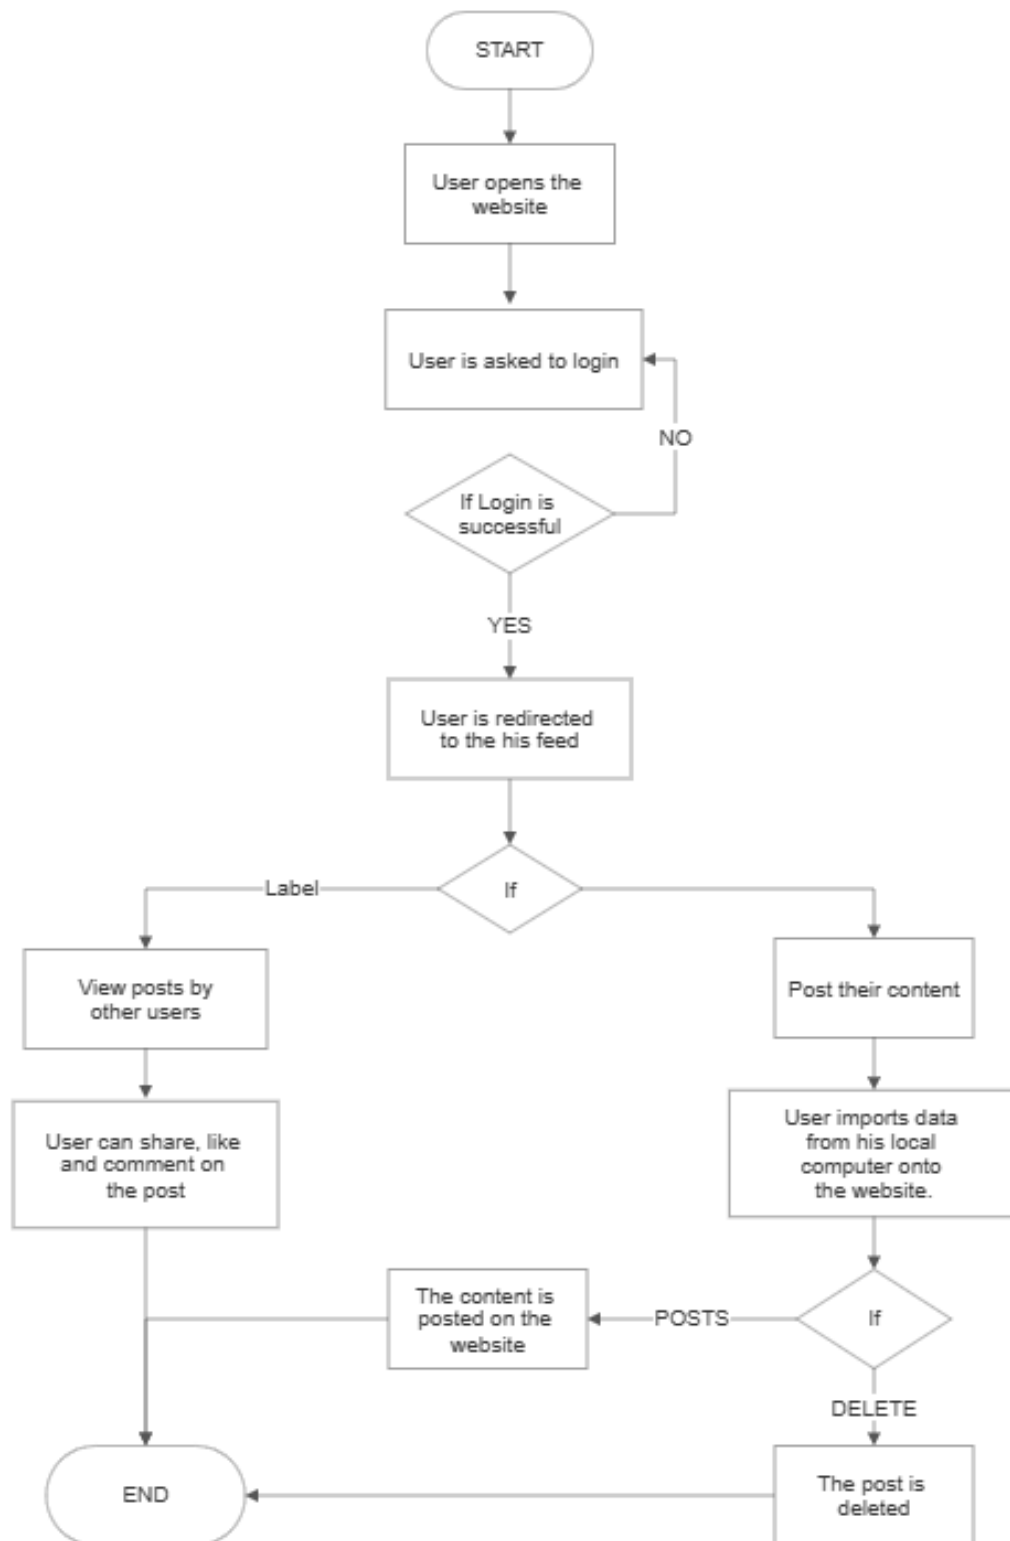 START
User opens the
website
User is asked to login
NO
If Login is
successful
YES
User is redirected
to the his feed
Label
If
View posts by
other users
Post their content
User can share, like
and comment on
the post
User imports data
from his local
computer onto
the website.
The content is
posted on the
website
POSTS
If
DELETE
END
The post is
deleted